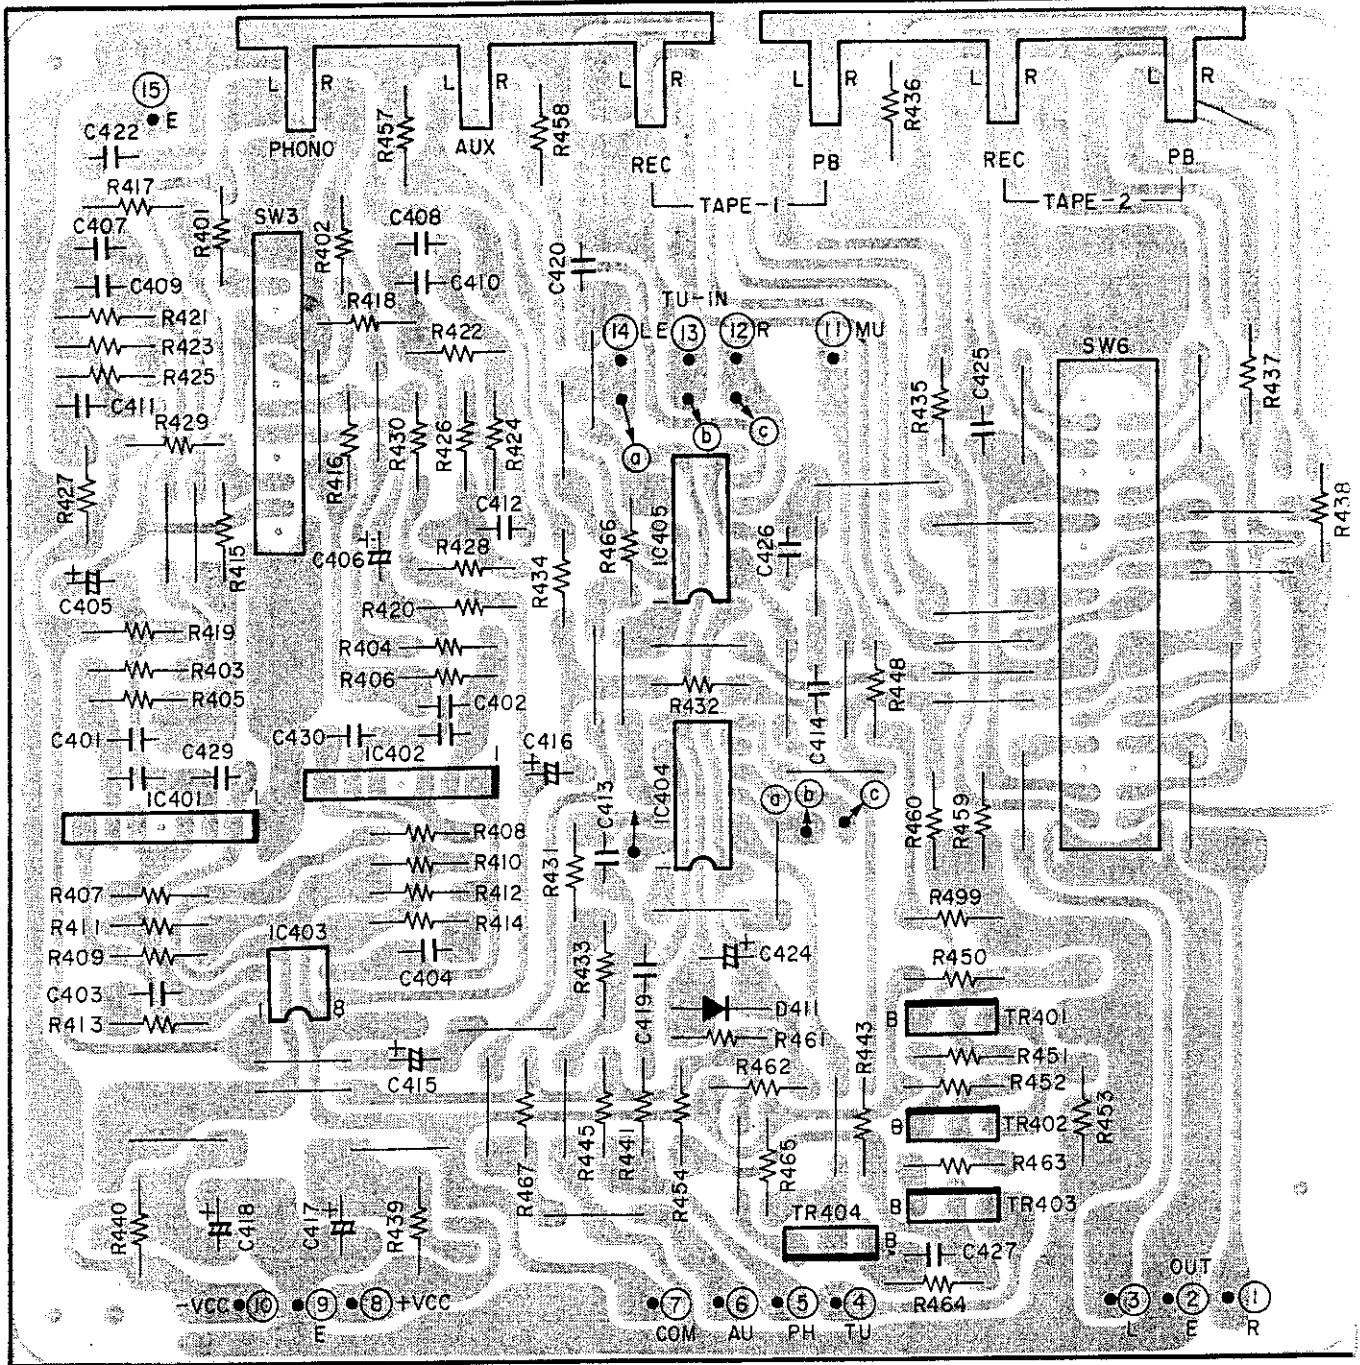 L R L R L R L R L R L R
15
E
C422
PHONO
R457
AUX
R458
REC
PB
R436
REC
PB
TAPE-1
TAPE-2
R417
R401
SW3
R402
C407
C408
C420
C409
C410
R421
R418
TU-IN
14 LE 13 12 R 11 MU
R423
R422
R425
SW6
C411
R429
R435
C425
R437
a b c
R427
R416
R430
R426
R424
C412
R415
C406
R428
R434
R466
IC405
C426
R438
C405
R420
1
R419
R404
R403
R406
R405
C402
R432
R448
C401
C429
C430
IC402
1
C416
C414
IC401
1
C413
IC404
a b c
R460
R459
R408
R410
R431
1
R407
R412
R411
R414
R499
R409
IC403
C404
R433
C424
R450
C403
C419
D411
R413
1 8
R461
R443
B TR401
C415
R462
R451
R452
R453
R467
R445
R441
R454
R465
B TR402
R463
R440
C418
C417
R439
TR404
B
B TR403
C427
OUT
-VCC 10 9 8 +VCC
7 6 5 4
R464
3 2 1
E
COM AU PH TU
L E R